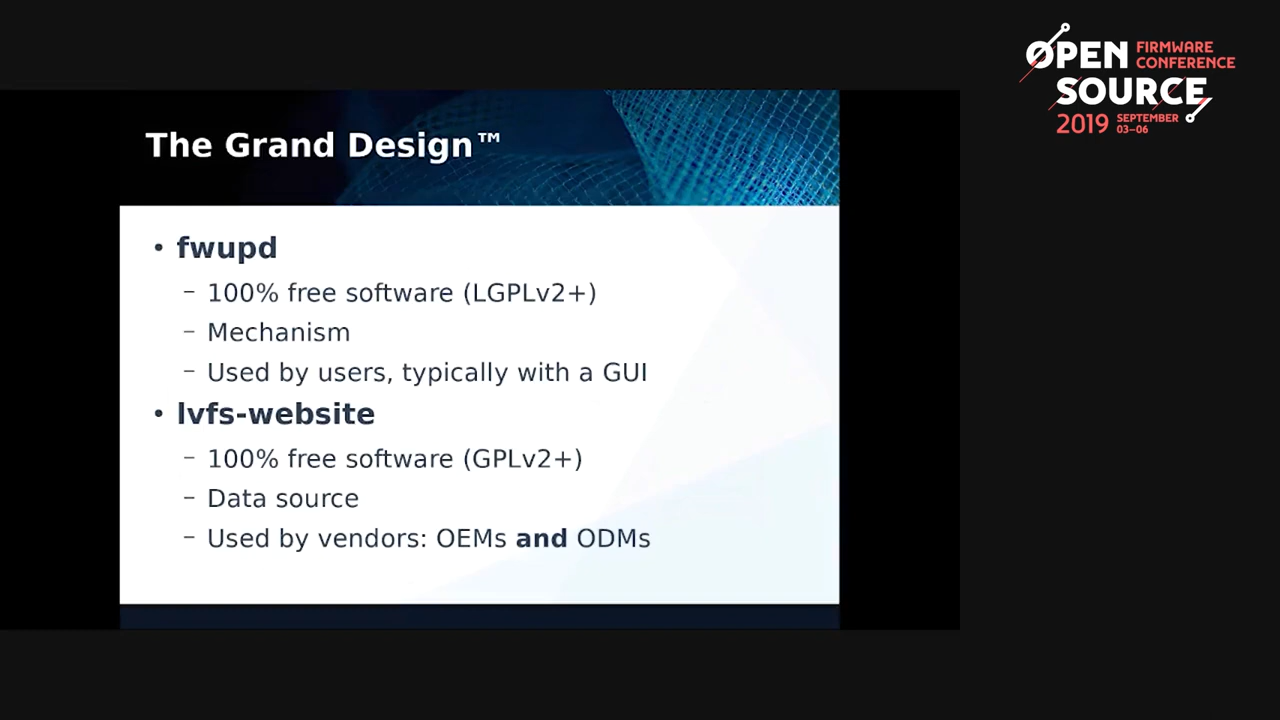 OPEN FIRMWARE
CONFERENCE
SOURCE
2019 SEPTEMBER
03–06
The Grand Design™
• fwupd
– 100% free software (LGPLv2+)
– Mechanism
– Used by users, typically with a GUI
• lvfs-website
– 100% free software (GPLv2+)
– Data source
– Used by vendors: OEMs and ODMs